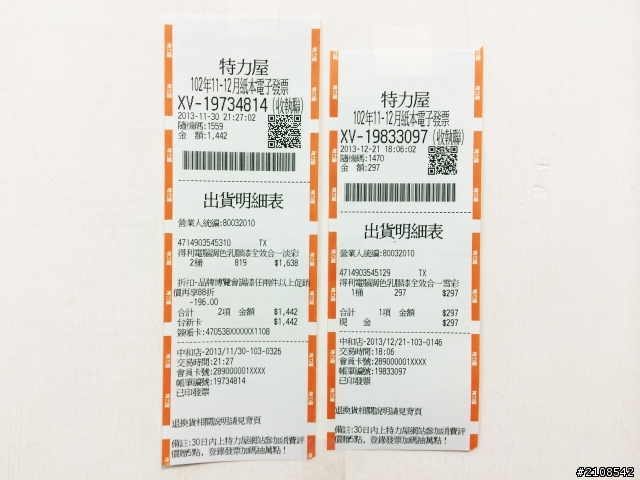 特力屋
102年11-12月紙本電子發票
XV-19734814 (收執聯)
2013-11-30 21:27:02
隨機碼:1559
金 額:1,442
出貨明細表
營業人統編:80032010
4714903545310 TX
得利電腦調色乳膠漆全效合一淡彩
2桶 819 $1,638
折扣-品牌博覽會調漆任兩件以上促銷
價再享88折
-196.00
合計 2項 金額 $1,442
台新卡 $1,442
簽帳卡:470538XXXXXX1108
中和店-2013/11/30-103-0326
交易時間:21:27
會員卡號:289000001XXXX
帳單編號:19734814
已印發票
退換貨相關說明請見背頁
備註:30日內上特力屋網站參加消費評
價贈5點，登錄發票加碼抽萬點！
特力屋
102年11-12月紙本電子發票
XV-19833097 (收執聯)
2013-12-21 18:06:02
隨機碼:1470
金 額:297
出貨明細表
營業人統編:80032010
4714903545129 TX
得利電腦調色乳膠漆全效合一雪彩
1桶 297 $297
合計 1項 金額 $297
現 金 $297
中和店-2013/12/21-103-0146
交易時間:18:06
會員卡號:289000001XXXX
帳單編號:19833097
已印發票
退換貨相關說明請見背頁
備註:30日內上特力屋網站參加消費評
價贈5點，登錄發票加碼抽萬點！
#2108542